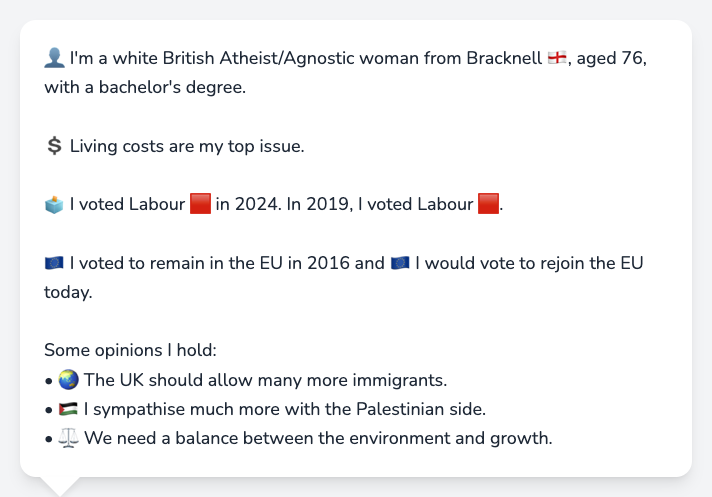 👤 I'm a white British Atheist/Agnostic woman from Bracknell 🏴󠁧󠁢󠁥󠁮󠁧󠁿, aged 76,
with a bachelor's degree.
💲 Living costs are my top issue.
🗳️ I voted Labour 🟥 in 2024. In 2019, I voted Labour 🟥.
🇪🇺 I voted to remain in the EU in 2016 and 🇪🇺 I would vote to rejoin the EU
today.
Some opinions I hold:
• 🌏 The UK should allow many more immigrants.
• 🇵🇸 I sympathise much more with the Palestinian side.
• ⚖️ We need a balance between the environment and growth.